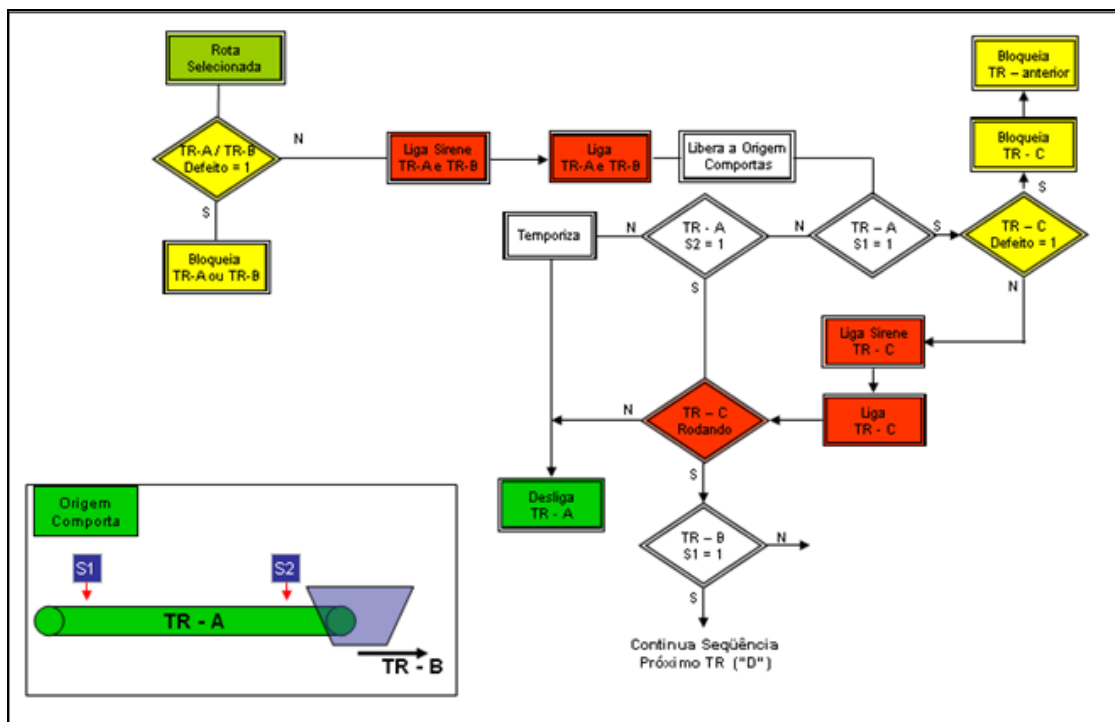 Rota
Selecionada
TR-A / TR-B
Defeito = 1
N
S
Bloqueia
TR-A ou TR-B
Liga Sirene
TR-A e TR-B
Liga
TR-A e TR-B
Libera a Origem
Comportas
Bloqueia
TR – anterior
Bloqueia
TR - C
S
TR – C
Defeito = 1
N
S
TR – A
S1 = 1
N
TR - A
S2 = 1
N
S
Temporiza
Liga Sirene
TR - C
Liga
TR - C
TR – C
Rodando
N
S
Desliga
TR - A
TR – B
S1 = 1
N
S
Continua Seqüência
Próximo TR ("D")
Origem
Comporta
S1
S2
TR - A
TR - B